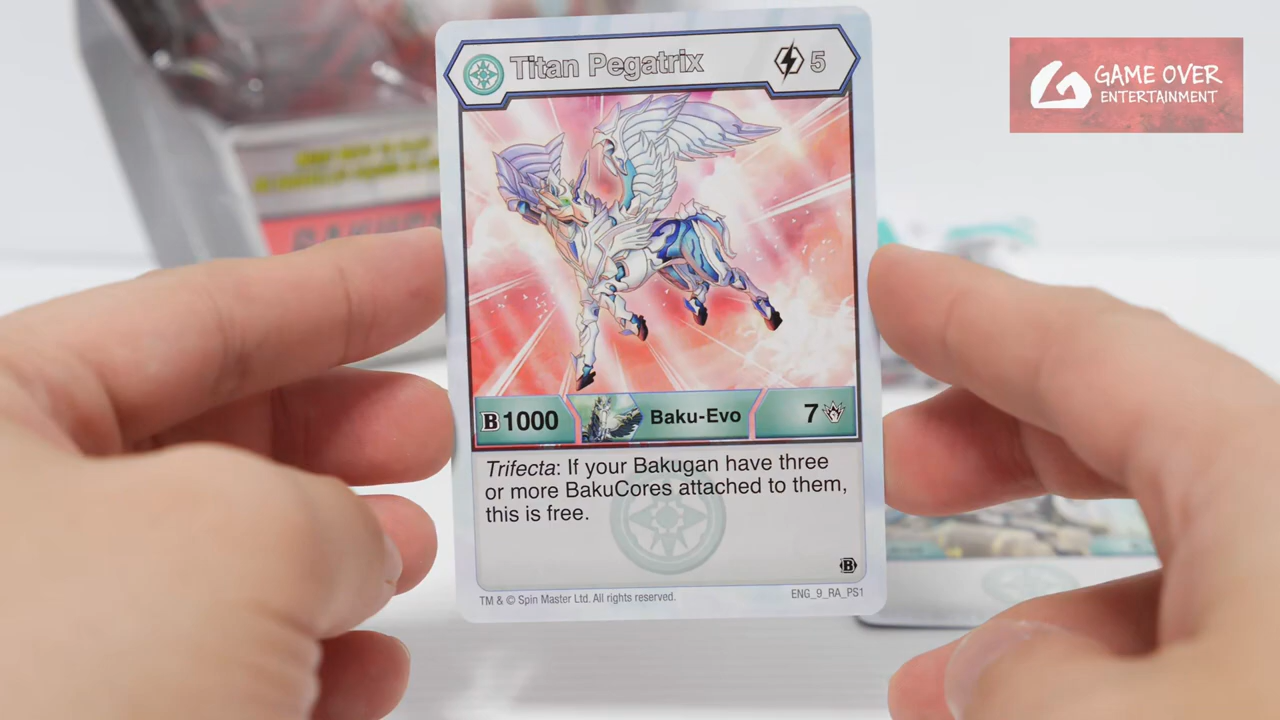 GAME OVER
ENTERTAINMENT
Titan Pegatrix
5
B 1000
Baku-Evo
7
Trifecta: If your Bakugan have three
or more BakuCores attached to them,
this is free.
B
TM & © Spin Master Ltd. All rights reserved.
ENG_9_RA_PS1